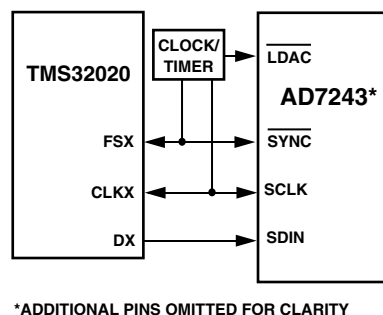 CLOCK/
TIMER
TMS32020
LDAC
AD7243*
FSX
SYNC
CLKX
SCLK
DX
SDIN
*ADDITIONAL PINS OMITTED FOR CLARITY